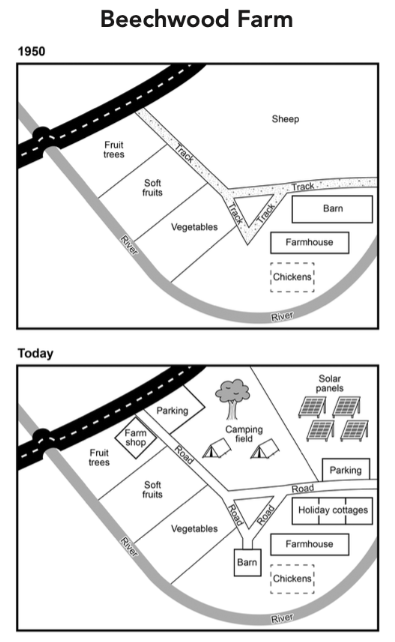 Beechwood Farm
1950
Sheep
Fruit
trees
Track
Soft
fruits
Track
Barn
Track
Track
Vegetables
Farmhouse
River
Chickens
River
Today
Solar
panels
Parking
Camping
field
Farm
shop
Fruit
trees
Road
Parking
Soft
fruits
Road
Holiday cottages
Road
Road
Vegetables
Farmhouse
River
Barn
Chickens
River